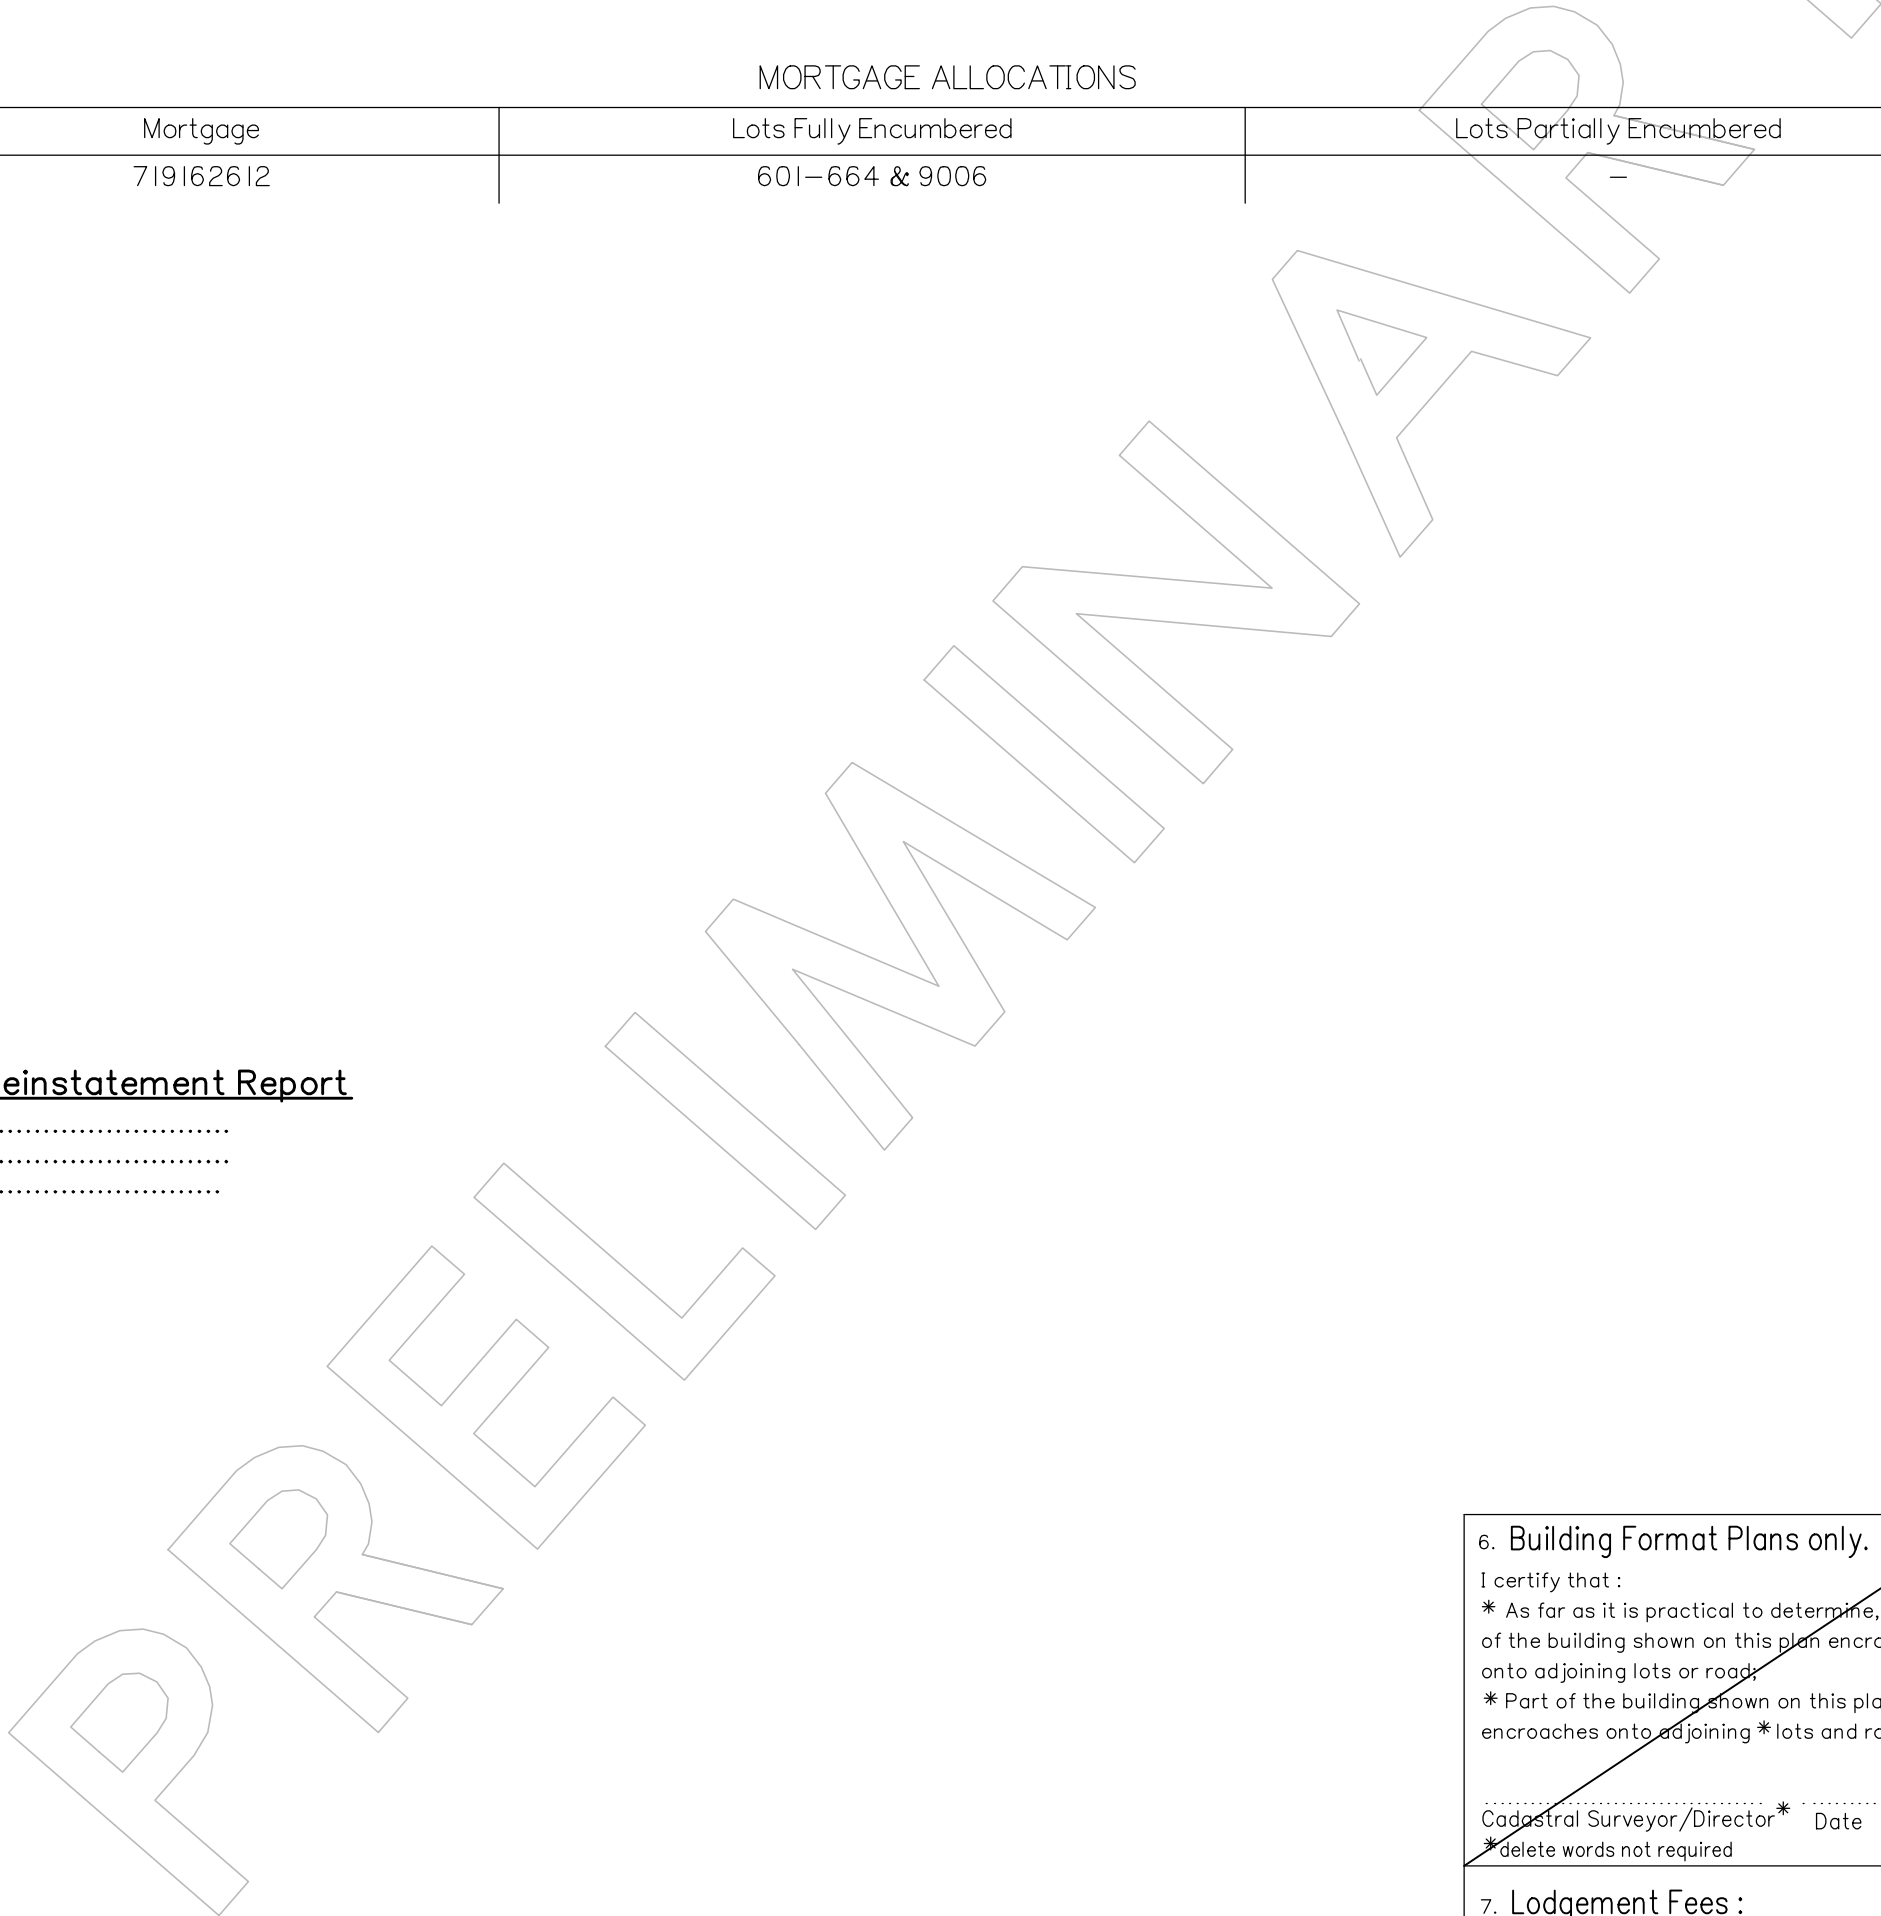 MORTGAGE ALLOCATIONS
Mortgage Lots Fully Encumbered Lots Partially Encumbered
719162612 601-664 & 9006 -
PRELIMINAR
einstatement Report
6. Building Format Plans only.
I certify that :
* As far as it is practical to determine,
of the building shown on this plan encro
onto adjoining lots or road;
* Part of the building shown on this pla
encroaches onto adjoining * lots and ro
Cadastral Surveyor/Director* Date
*delete words not required
7. Lodgement Fees :